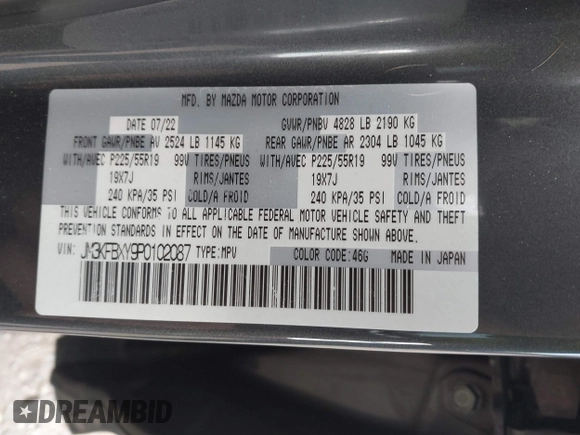 MFD. BY MAZDA MOTOR CORPORATION
DATE 07/22 GVWR/PNBV 4828 LB 2190 KG
FRONT GAWR/PNBE AV 2524 LB 1145 KG REAR GAWR/PNBE AR 2304 LB 1045 KG
WITH/AVEC P225/55R19 99V TIRES/PNEUS WITH/AVEC P225/55R19 99V TIRES/PNEUS
19X7J RIMS/JANTES 19X7J RIMS/JANTES
240 KPA/35 PSI COLD/A FROID 240 KPA/35 PSI COLD/A FROID
THIS VEHICLE CONFORMS TO ALL APPLICABLE FEDERAL MOTOR VEHICLE SAFETY AND THEFT
PREVENTION STANDARDS IN EFFECT ON THE DATE OF MANUFACTURE SHOWN ABOVE.
VIN: JM3KFBXY9P0102087 TYPE:MPV COLOR CODE:46G MADE IN JAPAN
DREAMBID